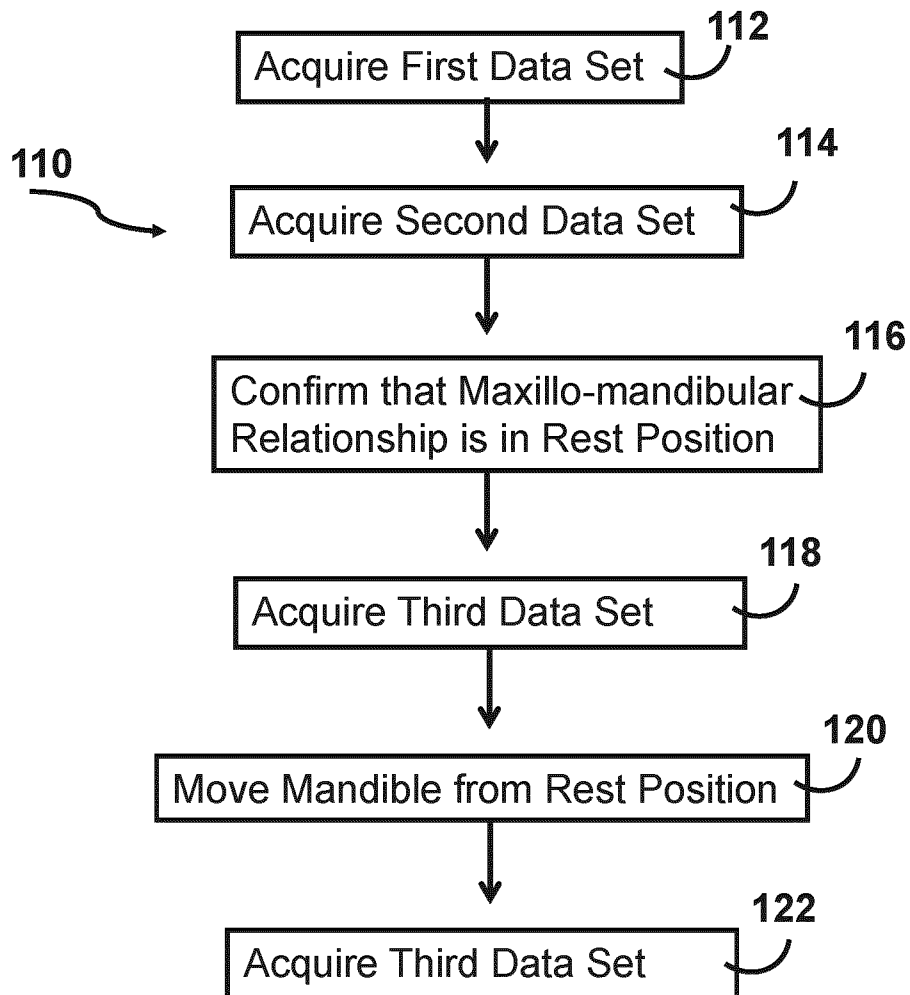 112
Acquire First Data Set
114
110
Acquire Second Data Set
116
Confirm that Maxillo-mandibular
Relationship is in Rest Position
118
Acquire Third Data Set
120
Move Mandible from Rest Position
122
Acquire Third Data Set